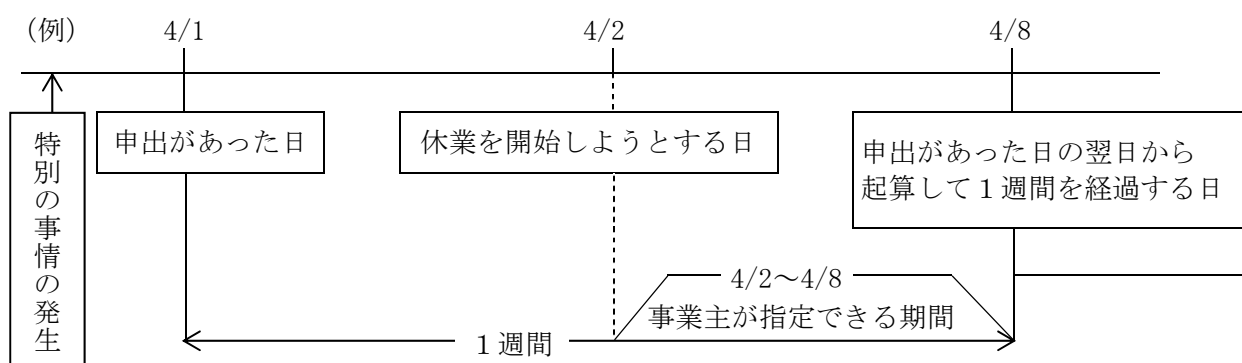 (例)
4/1
4/2
4/8
特別の事情の発生
申出があった日
休業を開始しようとする日
申出があった日の翌日から
起算して１週間を経過する日
4/2～4/8
事業主が指定できる期間
１週間